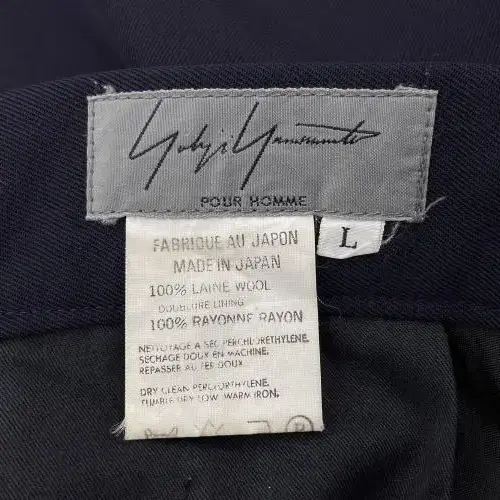 Yohji Yamamoto
POUR HOMME
L
FABRIQUE AU JAPON
MADE IN JAPAN
100% LAINE WOOL
DOUBLURE LINING
100% RAYONNE RAYON
NETTOYAGE A SEC PERCHLORETHYLENE.
SECHAGE DOUX EN MACHINE.
REPASSER AU FER DOUX.
DRY CLEAN PERCHLORETHYLENE.
TUMBLE DRY LOW. WARM IRON.
P